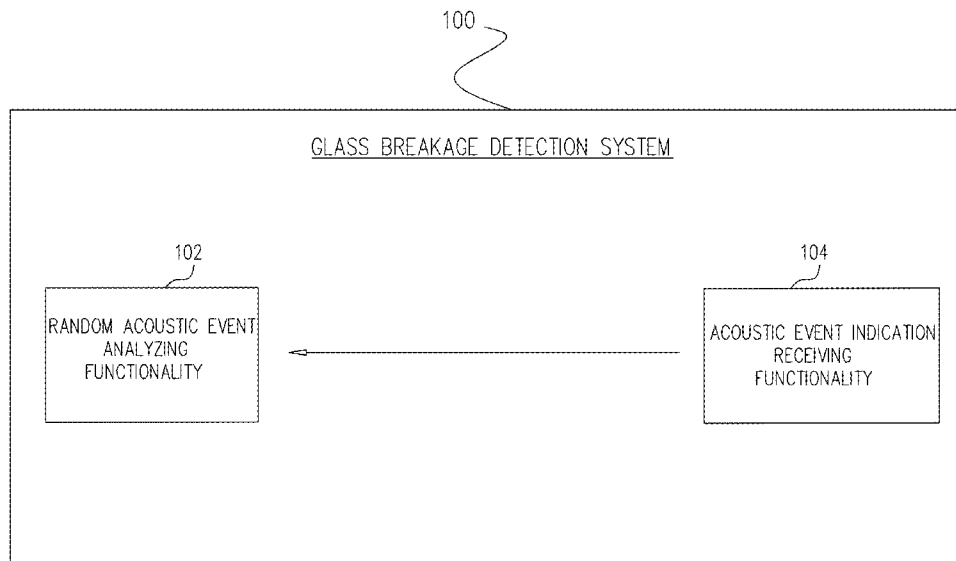 100
GLASS BREAKAGE DETECTION SYSTEM
102
RANDOM ACOUSTIC EVENT
ANALYZING
FUNCTIONALITY
104
ACOUSTIC EVENT INDICATION
RECEIVING
FUNCTIONALITY